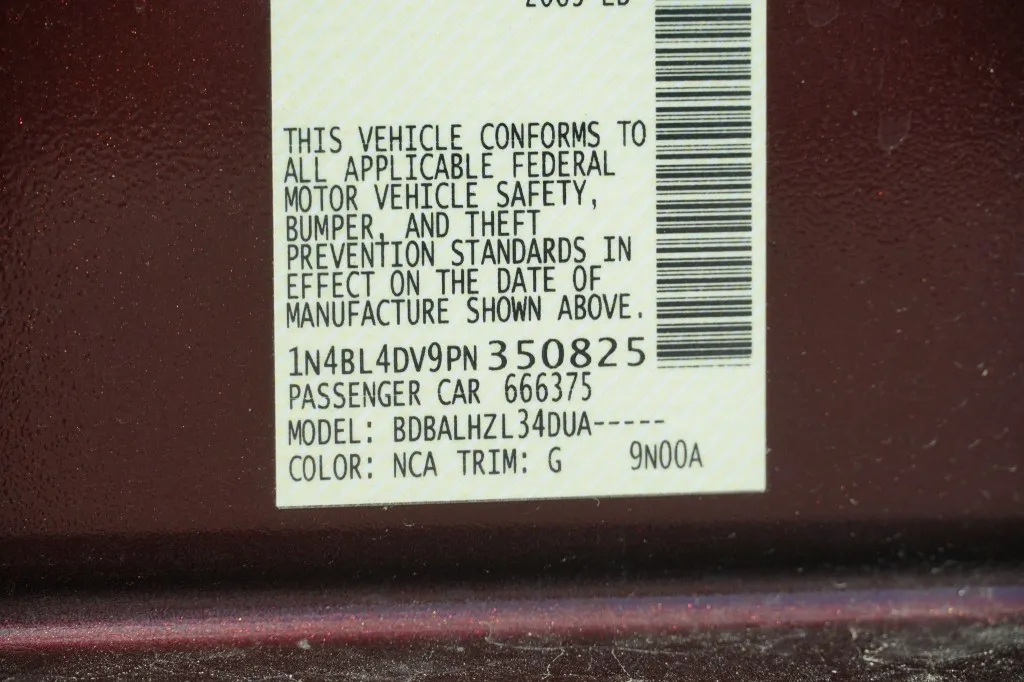 THIS VEHICLE CONFORMS TO
ALL APPLICABLE FEDERAL
MOTOR VEHICLE SAFETY,
BUMPER, AND THEFT
PREVENTION STANDARDS IN
EFFECT ON THE DATE OF
MANUFACTURE SHOWN ABOVE.
1N4BL4DV9PN350825
PASSENGER CAR 666375
MODEL: BDBALHZL34DUA-----
COLOR: NCA TRIM: G 9N00A